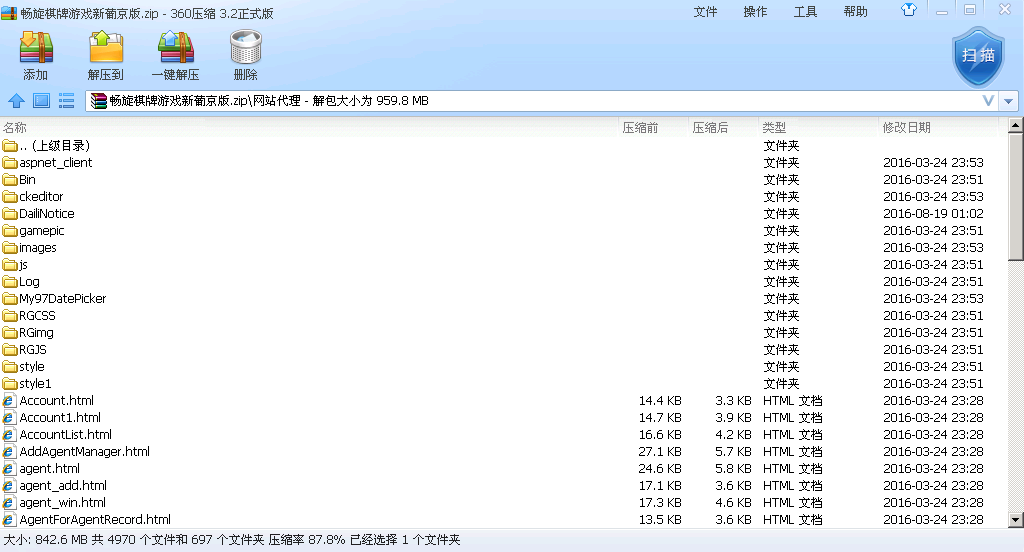 畅旋棋牌游戏新葡京版.zip - 360压缩 3.2正式版 文件 操作 工具 帮助
添加 解压到 一键解压 删除 扫描
畅旋棋牌游戏新葡京版.zip\网站代理 - 解包大小为 959.8 MB
名称 压缩前 压缩后 类型 修改日期
.. (上级目录) 文件夹
aspnet_client 文件夹 2016-03-24 23:53
Bin 文件夹 2016-03-24 23:51
ckeditor 文件夹 2016-03-24 23:53
DailiNotice 文件夹 2016-08-19 01:02
gamepic 文件夹 2016-03-24 23:51
images 文件夹 2016-03-24 23:53
js 文件夹 2016-03-24 23:51
Log 文件夹 2016-03-24 23:51
My97DatePicker 文件夹 2016-03-24 23:53
RGCSS 文件夹 2016-03-24 23:51
RGimg 文件夹 2016-03-24 23:51
RGJS 文件夹 2016-03-24 23:51
style 文件夹 2016-03-24 23:51
style1 文件夹 2016-03-24 23:51
Account.html 14.4 KB 3.3 KB HTML 文档 2016-03-24 23:28
Account1.html 14.7 KB 3.9 KB HTML 文档 2016-03-24 23:28
AccountList.html 16.6 KB 4.2 KB HTML 文档 2016-03-24 23:28
AddAgentManager.html 27.1 KB 5.7 KB HTML 文档 2016-03-24 23:28
agent.html 24.6 KB 5.8 KB HTML 文档 2016-03-24 23:28
agent_add.html 17.1 KB 3.6 KB HTML 文档 2016-03-24 23:28
agent_win.html 17.3 KB 4.6 KB HTML 文档 2016-03-24 23:28
AgentForAgentRecord.html 13.5 KB 3.6 KB HTML 文档 2016-03-24 23:28
大小: 842.6 MB 共 4970 个文件和 697 个文件夹 压缩率 87.8% 已经选择 1 个文件夹